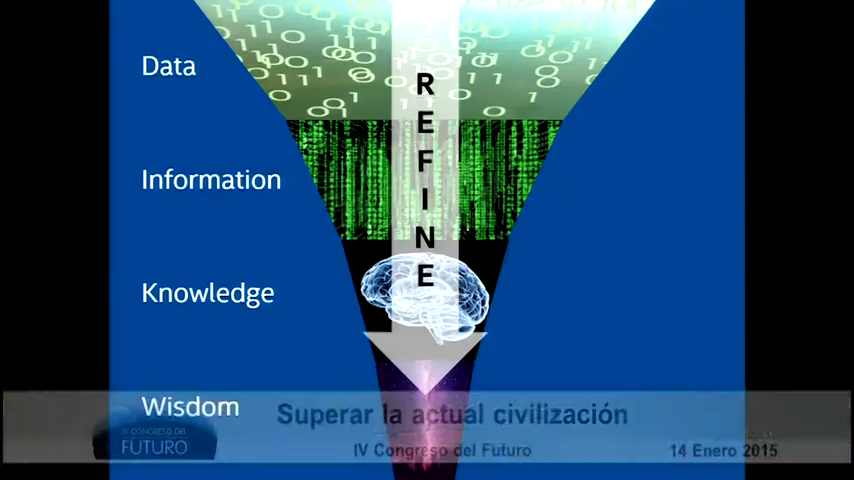 Data
REFINE
Information
Knowledge
Wisdom
Superar la actual civilización
IV CONGRESO DEL
FUTURO
IV Congreso del Futuro
14 Enero 2015